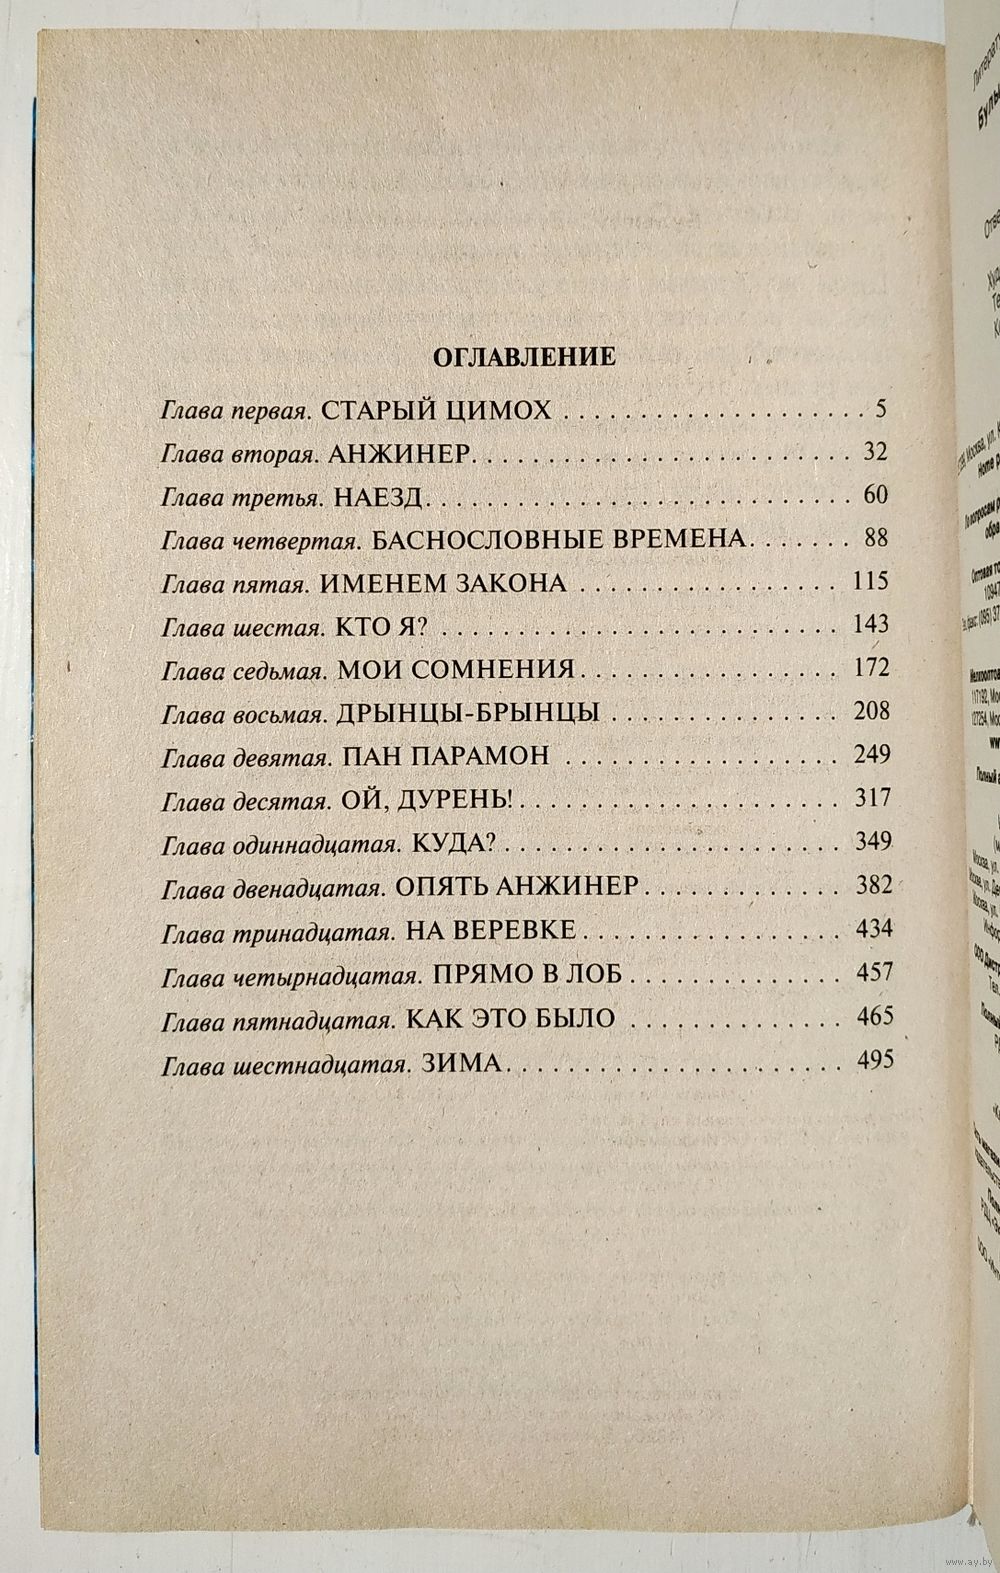 ОГЛАВЛЕНИЕ
Глава первая. СТАРЫЙ ЦИМОХ . . . . . . . . . . . . . . . . . . . . 5
Глава вторая. АНЖИНЕР. . . . . . . . . . . . . . . . . . . . . . . . . 32
Глава третья. НАЕЗД. . . . . . . . . . . . . . . . . . . . . . . . . . . . 60
Глава четвертая. БАСНОСЛОВНЫЕ ВРЕМЕНА. . . . . . . 88
Глава пятая. ИМЕНЕМ ЗАКОНА . . . . . . . . . . . . . . . . . 115
Глава шестая. КТО Я? . . . . . . . . . . . . . . . . . . . . . . . . . . 143
Глава седьмая. МОИ СОМНЕНИЯ. . . . . . . . . . . . . . . . . 172
Глава восьмая. ДРЫНЦЫ-БРЫНЦЫ . . . . . . . . . . . . . . . 208
Глава девятая. ПАН ПАРАМОН . . . . . . . . . . . . . . . . . . 249
Глава десятая. ОЙ, ДУРЕНЬ!. . . . . . . . . . . . . . . . . . . . . 317
Глава одиннадцатая. КУДА? . . . . . . . . . . . . . . . . . . . . . . 349
Глава двенадцатая. ОПЯТЬ АНЖИНЕР. . . . . . . . . . . . . 382
Глава тринадцатая. НА ВЕРЕВКЕ. . . . . . . . . . . . . . . . . 434
Глава четырнадцатая. ПРЯМО В ЛОБ . . . . . . . . . . . . . . 457
Глава пятнадцатая. КАК ЭТО БЫЛО . . . . . . . . . . . . . . 465
Глава шестнадцатая. ЗИМА. . . . . . . . . . . . . . . . . . . . . . 495
www.ay.by